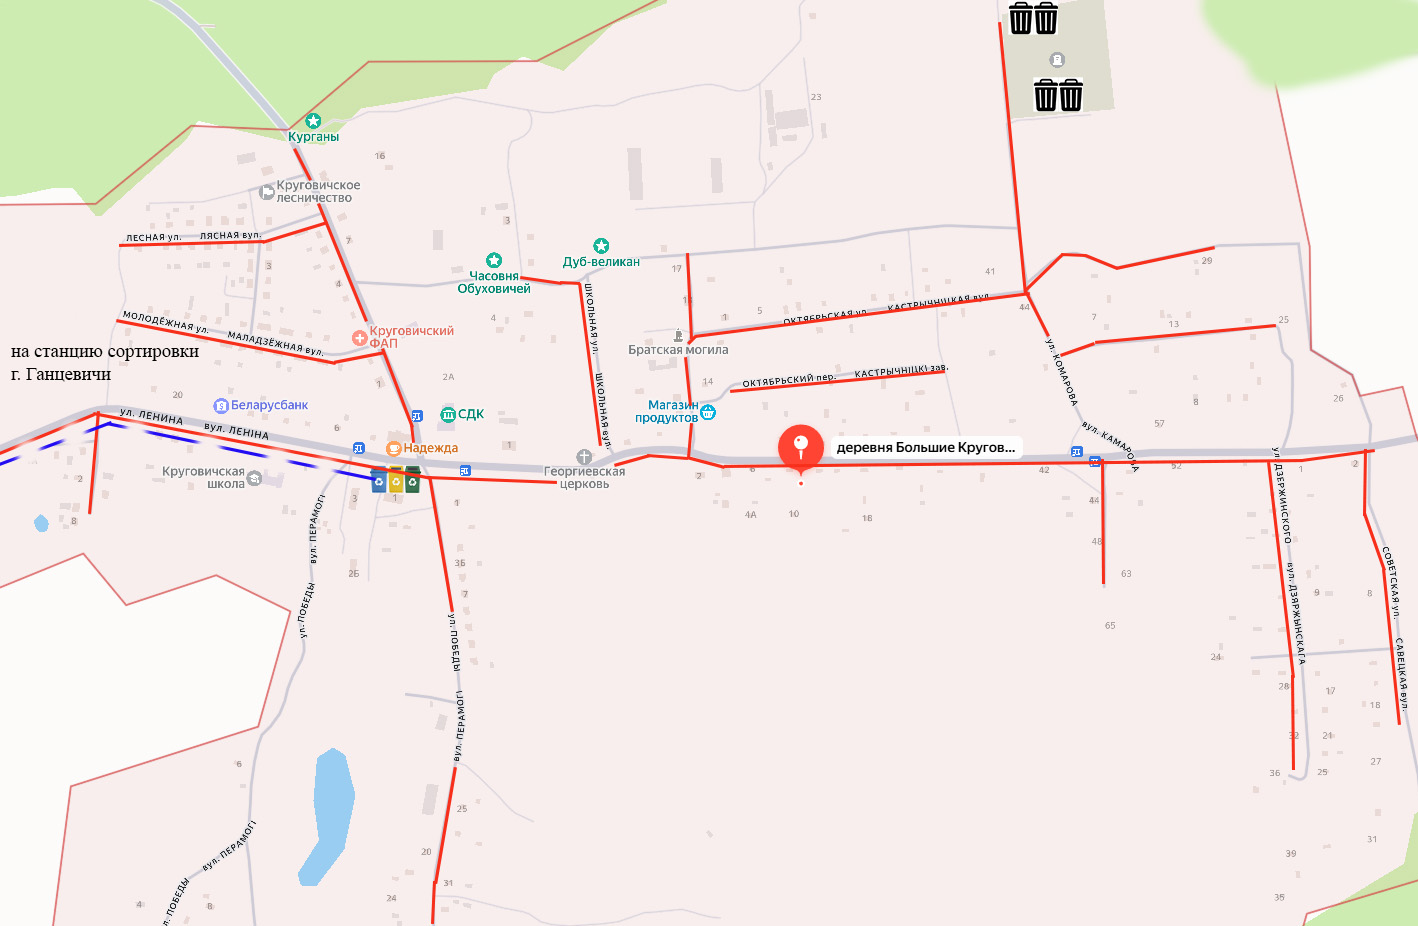 23
Курганы
16
Круговичское
лесничество
ЛЕСНАЯ ул.
ЛЯСНАЯ вул.
7
3
3
4
Часовня
Обуховичей
Дуб-великан
17
13
41
29
МОЛОДЁЖНАЯ ул.
МАЛАДЗЁЖНАЯ вул.
Круговичский
ФАП
4
ШКОЛЬНАЯ ул.
ШКОЛЬНАЯ вул.
1
5
ОКТЯБРЬСКАЯ ул.
КАСТРЫЧНІЦКАЯ вул.
44
7
13
25
Братская могила
на станцию сортировки
г. Ганцевичи
20
1
2А
14
ОКТЯБРЬСКИЙ пер.
КАСТРЫЧНІЦКІ зав.
ул. КОМАРОВА
вул. КАМАРОВА
8
26
57
Беларусбанк
СДК
Магазин
продуктов
ул. ЛЕНИНА
вул. ЛЕНІНА
6
Надежда
1
деревня Большие Кругов...
Круговичская
школа
Георгиевская
церковь
2
6
42
52
1
2
2
8
3
1
1
4А
10
18
44
48
63
65
2Б
3Б
7
вул. ПЕРАМОГІ
ул. ПОБЕДЫ
ул. ПОБЕДЫ
вул. ПЕРАМОГІ
ул. ДЗЕРЖИНСКОГО
вул. ДЗЯРЖЫНСКАГА
СОВЕТСКАЯ ул.
САВЕЦКАЯ вул.
9
8
24
28
17
18
32
21
36
25
27
6
25
20
31
24
31
39
35
вул. ПЕРАМОГІ
ул. ПОБЕДЫ
4
8